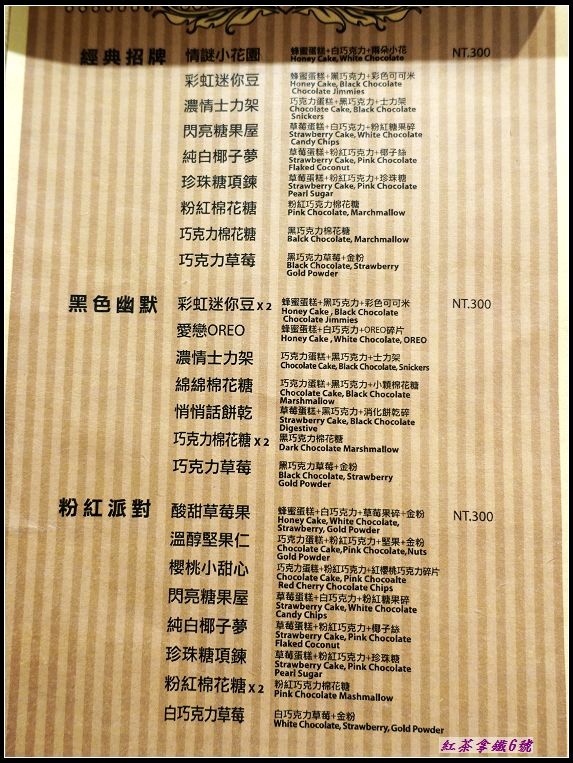 經典招牌 情謎小花園 蜂蜜蛋糕+白巧克力+兩朵小花 NT.300
Honey Cake, White Chocolate
彩虹迷你豆 蜂蜜蛋糕+黑巧克力+彩色可可米
Honey Cake, Black Chocolate
Chocolate Jimmies
濃情士力架 巧克力蛋糕+黑巧克力+士力架
Chocolate Cake, Black Chocolate
Snickers
閃亮糖果屋 草莓蛋糕+白巧克力+粉紅糖果碎
Strawberry Cake, White Chocolate
Candy Chips
純白椰子夢 草莓蛋糕+粉紅巧克力+椰子絲
Strawberry Cake, Pink Chocolate
Flaked Coconut
珍珠糖項鍊 草莓蛋糕+粉紅巧克力+珍珠糖
Strawberry Cake, Pink Chocolate
Pearl Sugar
粉紅棉花糖 粉紅巧克力棉花糖
Pink Chocolate, Marchmallow
巧克力棉花糖 黑巧克力棉花糖
Balck Chocolate, Marchmallow
巧克力草莓 黑巧克力草莓+金粉
Black Chocolate, Strawberry
Gold Powder
黑色幽默 彩虹迷你豆 x 2 蜂蜜蛋糕+黑巧克力+彩色可可米 NT.300
Honey Cake , Black Chocolate
Chocolate Jimmies
愛戀OREO 蜂蜜蛋糕+白巧克力+OREO碎片
Honey Cake , White Chocolate, OREO
濃情士力架 巧克力蛋糕+黑巧克力+士力架
Chocolate Cake, Black Chocolate, Snickers
綿綿棉花糖 巧克力蛋糕+黑巧克力+小顆棉花糖
Chocolate Cake, Black Chocolate
Marshmallow
悄悄話餅乾 草莓蛋糕+黑巧克力+消化餅乾碎
Strawberry Cake, Black Chocolate
Digestive
巧克力棉花糖 x 2 黑巧克力棉花糖
Dark Chocolate Marshmallow
巧克力草莓 黑巧克力草莓+金粉
Black Chocolate, Strawberry
Gold Powder
粉紅派對 酸甜草莓果 蜂蜜蛋糕+白巧克力+草莓果碎+金粉 NT.300
Honey Cake, White Chocolate,
Strawberry, Gold Powder
溫醇堅果仁 巧克力蛋糕+粉紅巧克力+堅果+金粉
Chocolate Cake,Pink Chocolate,Nuts
Gold Powder
櫻桃小甜心 巧克力蛋糕+粉紅巧克力+紅櫻桃巧克力碎片
Chocolate Cake, Pink Chocoalte
Red Cherry Chocolate Chips
閃亮糖果屋 草莓蛋糕+白巧克力+粉紅糖果碎
Strawberry Cake, White Chocolate
Candy Chips
純白椰子夢 草莓蛋糕+粉紅巧克力+椰子絲
Strawberry Cake, Pink Chocolate
Flaked Coconut
珍珠糖項鍊 草莓蛋糕+粉紅巧克力+珍珠糖
Strawberry Cake, Pink Chocolate
Pearl Sugar
粉紅棉花糖 x 2 粉紅巧克力棉花糖
Pink Chocolate Mashmallow
白巧克力草莓 白巧克力草莓+金粉
White Chocolate, Strawberry, Gold Powder
紅茶拿鐵6號